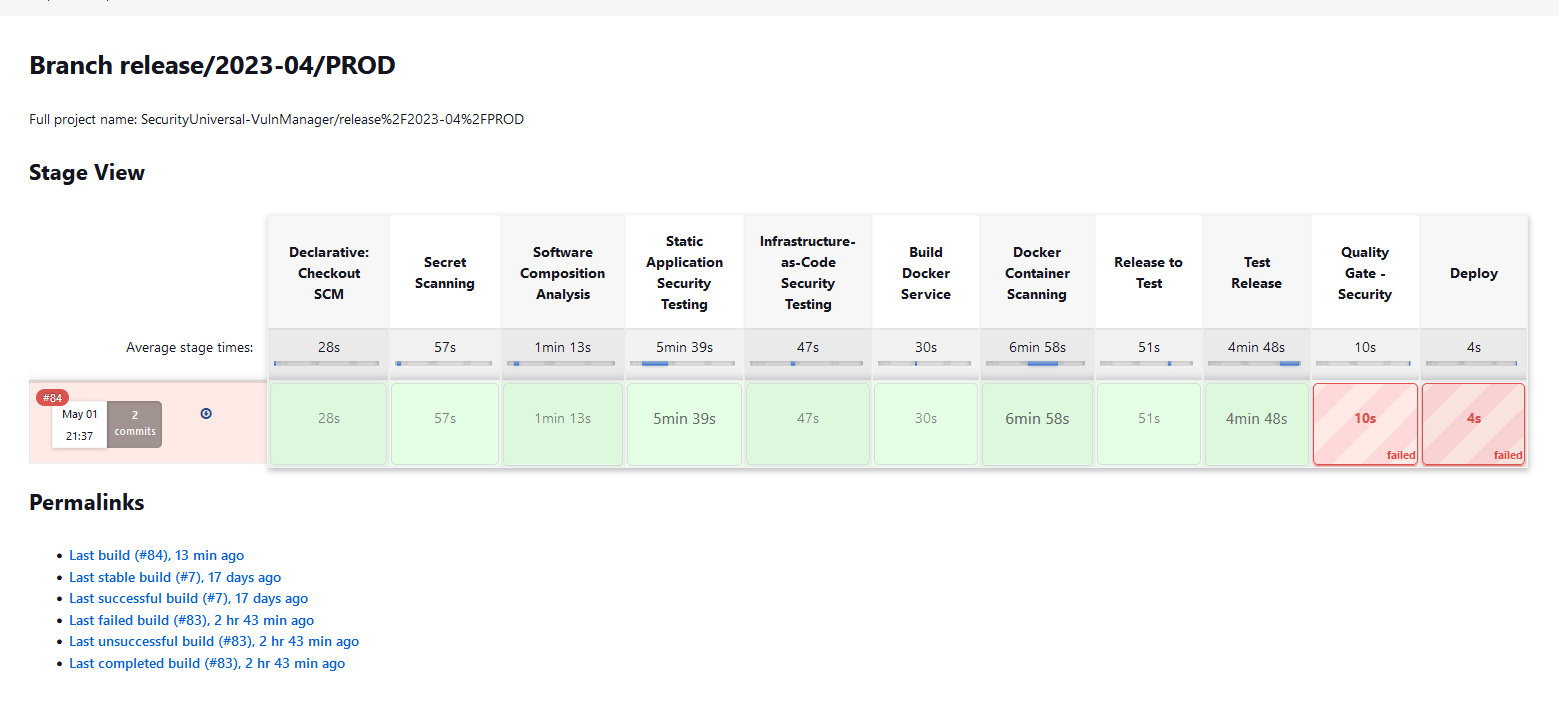 Branch release/2023-04/PROD
Full project name: SecurityUniversal-VulnManager/release%2F2023-04%2FPROD
Stage View
Declarative:
Checkout
SCM
Secret
Scanning
Software
Composition
Analysis
Static
Application
Security
Testing
Infrastructure-
as-Code
Security
Testing
Build
Docker
Service
Docker
Container
Scanning
Release to
Test
Test
Release
Quality
Gate -
Security
Deploy
Average stage times: 28s 57s 1min 13s 5min 39s 47s 30s 6min 58s 51s 4min 48s 10s 4s
#84
May 01
21:37
2
commits
28s 57s 1min 13s 5min 39s 47s 30s 6min 58s 51s 4min 48s 10s 4s
failed failed
Permalinks
• Last build (#84), 13 min ago
• Last stable build (#7), 17 days ago
• Last successful build (#7), 17 days ago
• Last failed build (#83), 2 hr 43 min ago
• Last unsuccessful build (#83), 2 hr 43 min ago
• Last completed build (#83), 2 hr 43 min ago